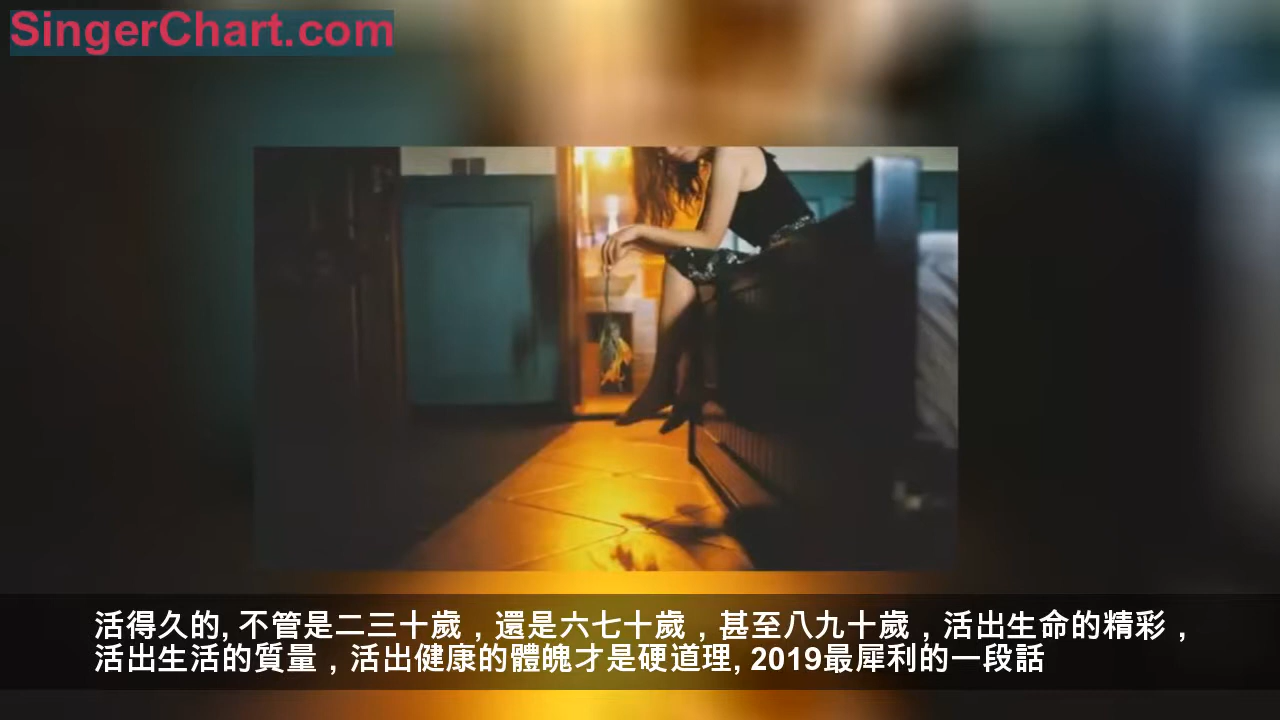 SingerChart.com
活得久的, 不管是二三十歲，還是六七十歲，甚至八九十歲，活出生命的精彩，
活出生活的質量，活出健康的體魄才是硬道理, 2019最犀利的一段話